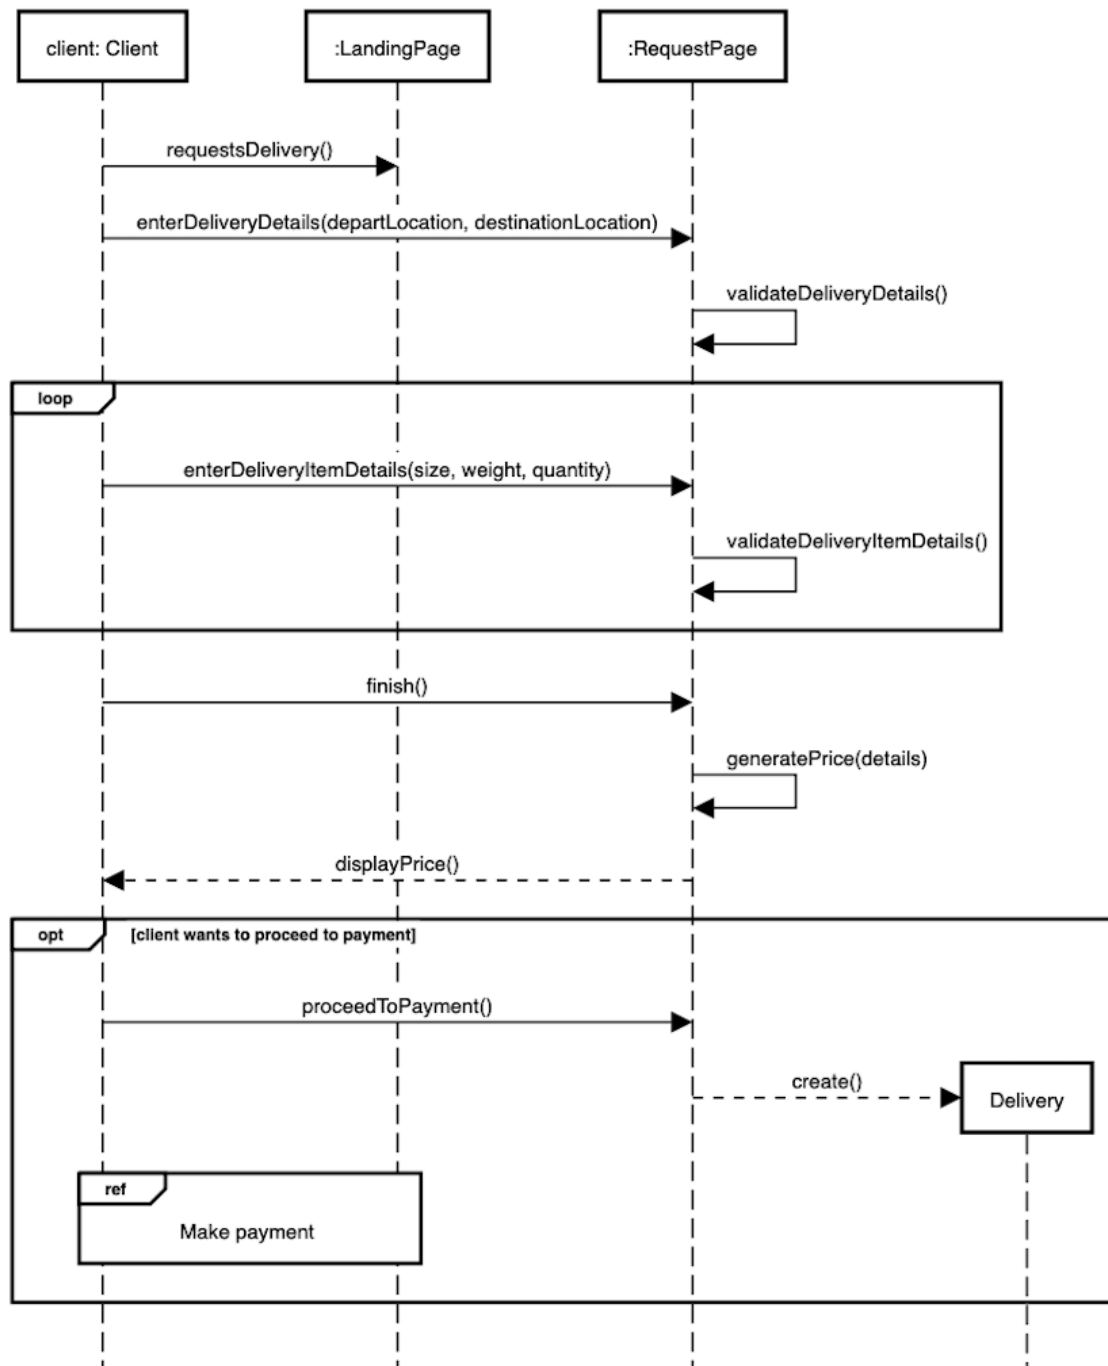 client: Client
:LandingPage
:RequestPage
requestsDelivery()
enterDeliveryDetails(departLocation, destinationLocation)
validateDeliveryDetails()
loop
enterDeliveryItemDetails(size, weight, quantity)
validateDeliveryItemDetails()
finish()
generatePrice(details)
displayPrice()
opt
[client wants to proceed to payment]
proceedToPayment()
create()
Delivery
ref
Make payment